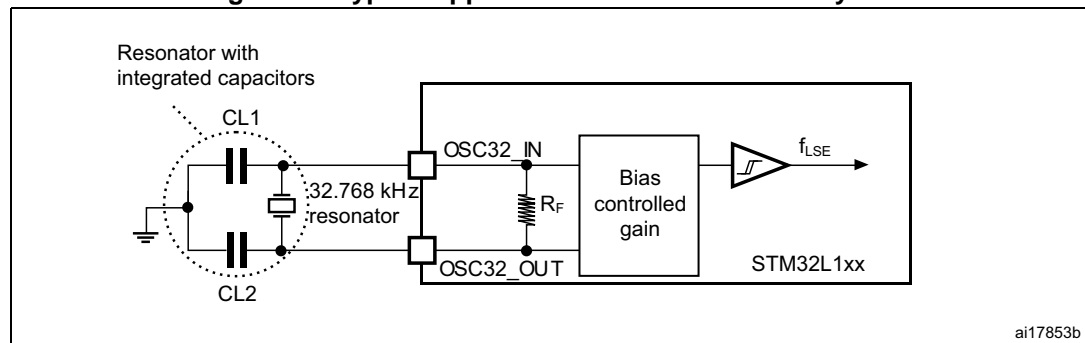 Resonator with
integrated capacitors
CL1
OSC32_IN
fLSE
32.768 kHz
resonator
RF
Bias
controlled
gain
OSC32_OUT
STM32L1xx
CL2
ai17853b